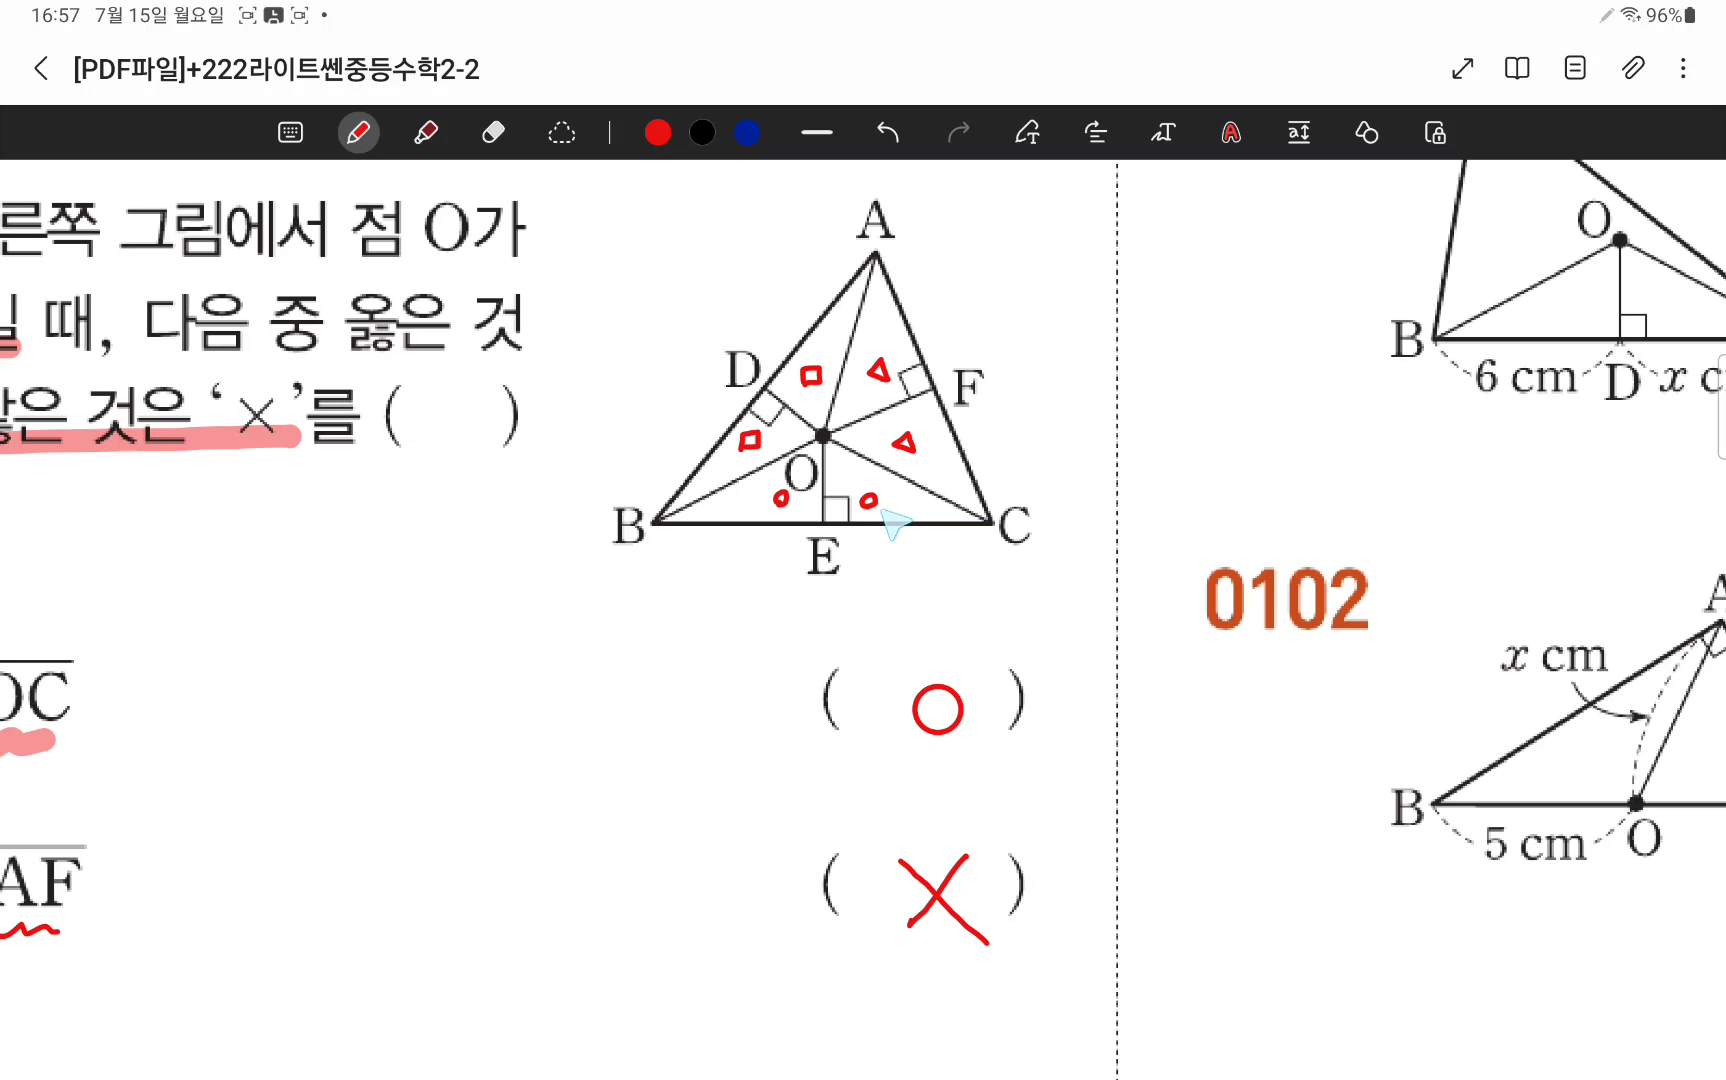 16:57 7월 15일 월요일
96%
[PDF파일]+222라이트쎈중등수학2-2
른쪽 그림에서 점 O가
일 때, 다음 중 옳은 것
않은 것은 ‘×’를 ( )
A
D
F
O
B
C
E
OC
( ○ )
AF
( × )
O
B
6 cm D x c
0102
A
x cm
B
5 cm O